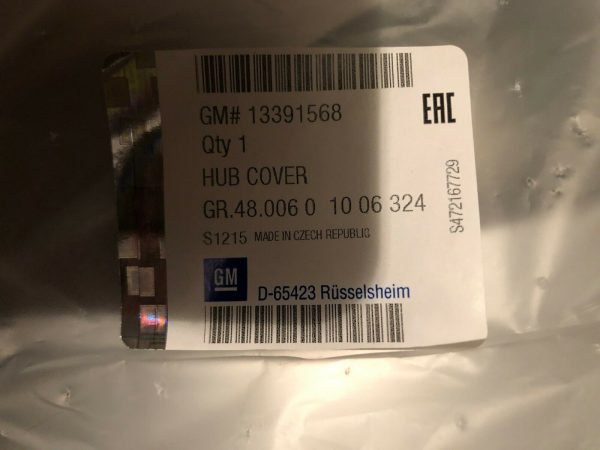 GM# 13391568
EAC
Qty 1
HUB COVER
GR.48.006 0 10 06 324
S1215 MADE IN CZECH REPUBLIC
S472167729
GM
D-65423 Rüsselsheim